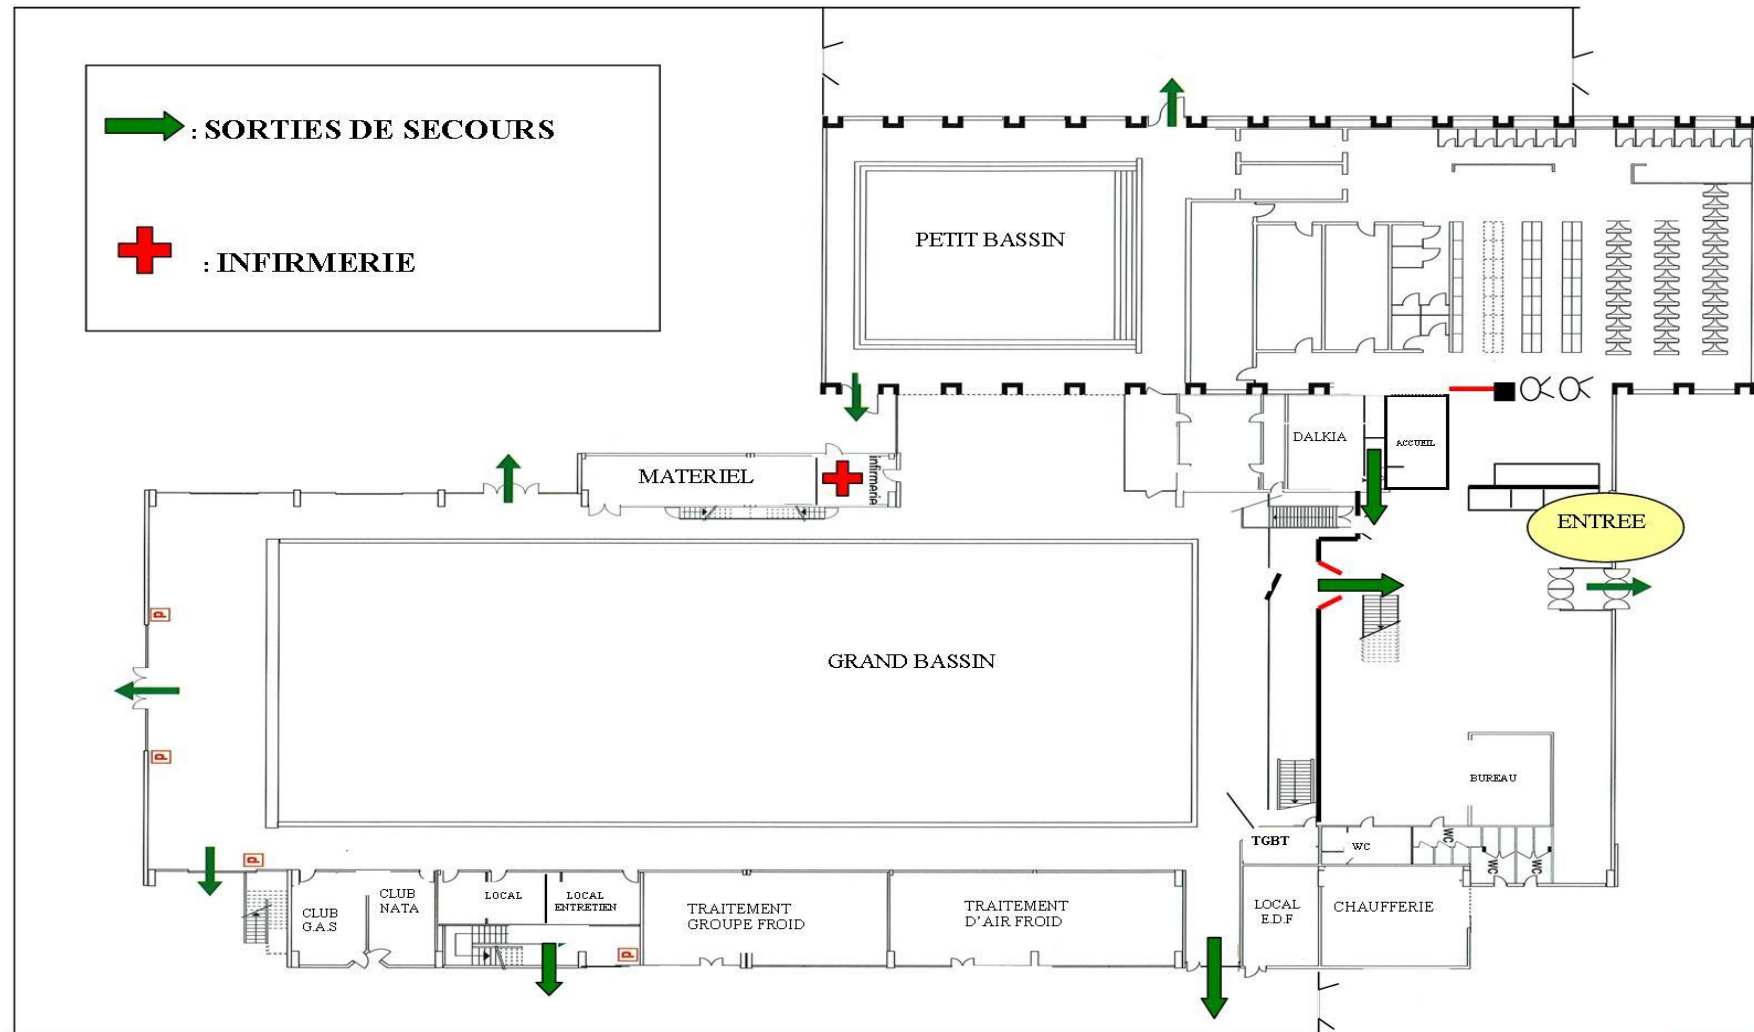 : SORTIES DE SECOURS
: INFIRMERIE
PETIT BASSIN
DALKIA
ACCUEIL
MATERIEL
infirmerie
ENTREE
P
GRAND BASSIN
P
BUREAU
TGBT
WC
WC
WC
WC
P
CLUB
G.A.S
CLUB
NATA
LOCAL
LOCAL
ENTRETIEN
TRAITEMENT
GROUPE FROID
TRAITEMENT
D'AIR FROID
LOCAL
E.D.F
CHAUFFERIE
P